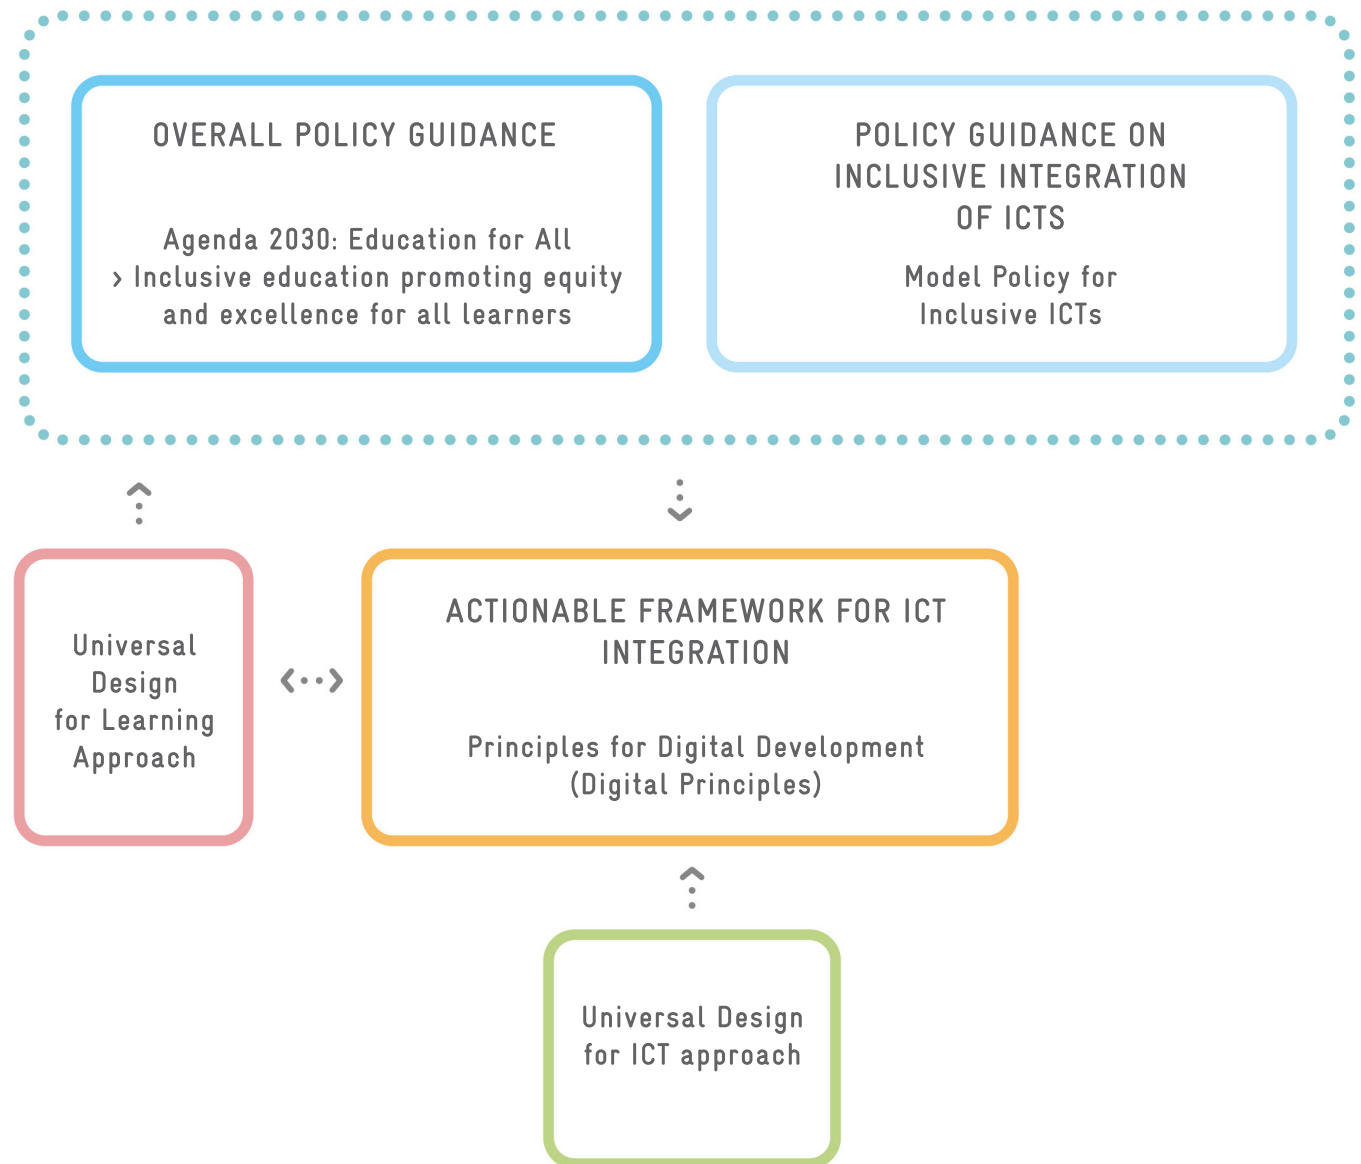 OVERALL POLICY GUIDANCE
Agenda 2030: Education for All
› Inclusive education promoting equity
and excellence for all learners
POLICY GUIDANCE ON
INCLUSIVE INTEGRATION
OF ICTS
Model Policy for
Inclusive ICTs
Universal
Design
for Learning
Approach
ACTIONABLE FRAMEWORK FOR ICT
INTEGRATION
Principles for Digital Development
(Digital Principles)
Universal Design
for ICT approach